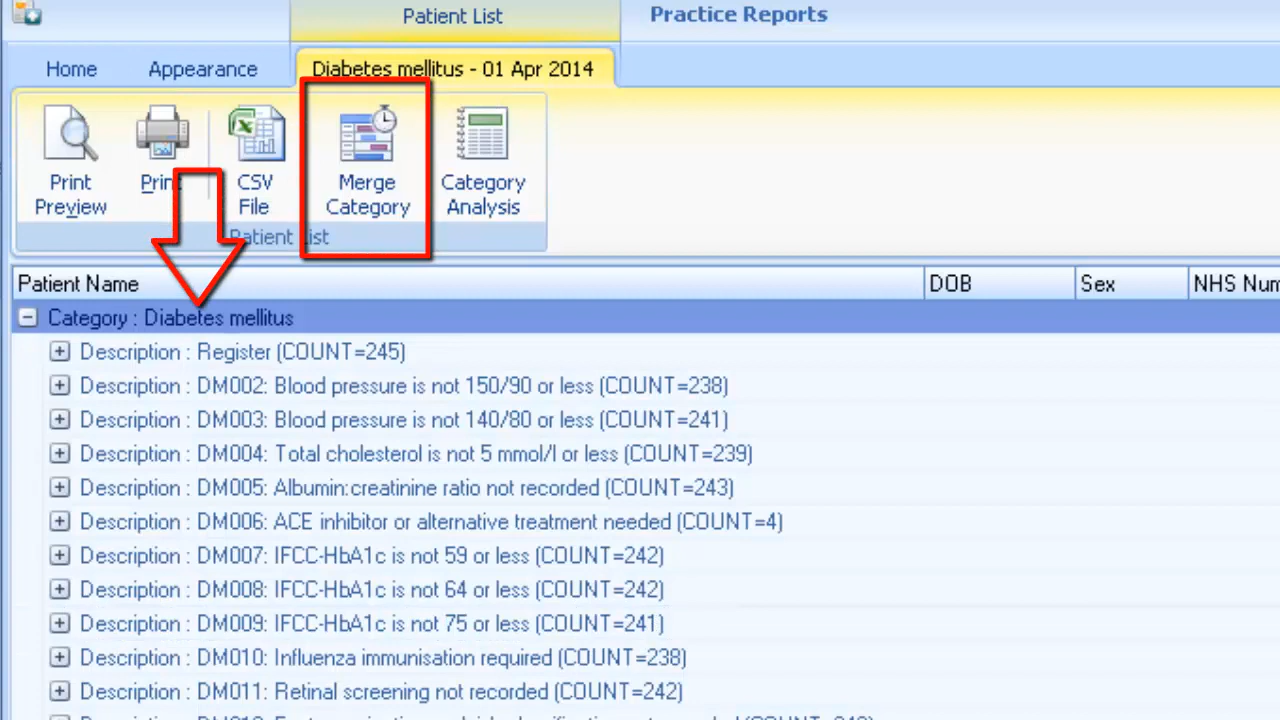 Patient List
Practice Reports
Home
Appearance
Diabetes mellitus - 01 Apr 2014
Print Preview
Print
CSV File
Merge Category
Category Analysis
Patient List
Patient Name
DOB
Sex
NHS Num
Category : Diabetes mellitus
Description : Register (COUNT=245)
Description : DM002: Blood pressure is not 150/90 or less (COUNT=238)
Description : DM003: Blood pressure is not 140/80 or less (COUNT=241)
Description : DM004: Total cholesterol is not 5 mmol/l or less (COUNT=239)
Description : DM005: Albumin:creatinine ratio not recorded (COUNT=243)
Description : DM006: ACE inhibitor or alternative treatment needed (COUNT=4)
Description : DM007: IFCC-HbA1c is not 59 or less (COUNT=242)
Description : DM008: IFCC-HbA1c is not 64 or less (COUNT=242)
Description : DM009: IFCC-HbA1c is not 75 or less (COUNT=241)
Description : DM010: Influenza immunisation required (COUNT=238)
Description : DM011: Retinal screening not recorded (COUNT=242)